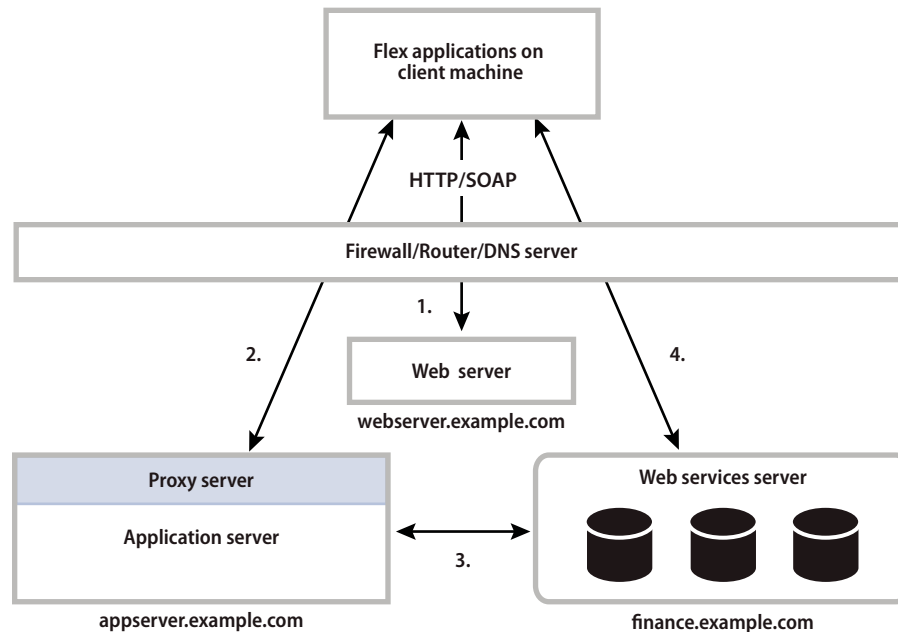 Flex applications on
client machine
HTTP/SOAP
Firewall/Router/DNS server
1.
2.
4.
Web server
webserver.example.com
Proxy server
Web services server
Application server
3.
appserver.example.com
finance.example.com